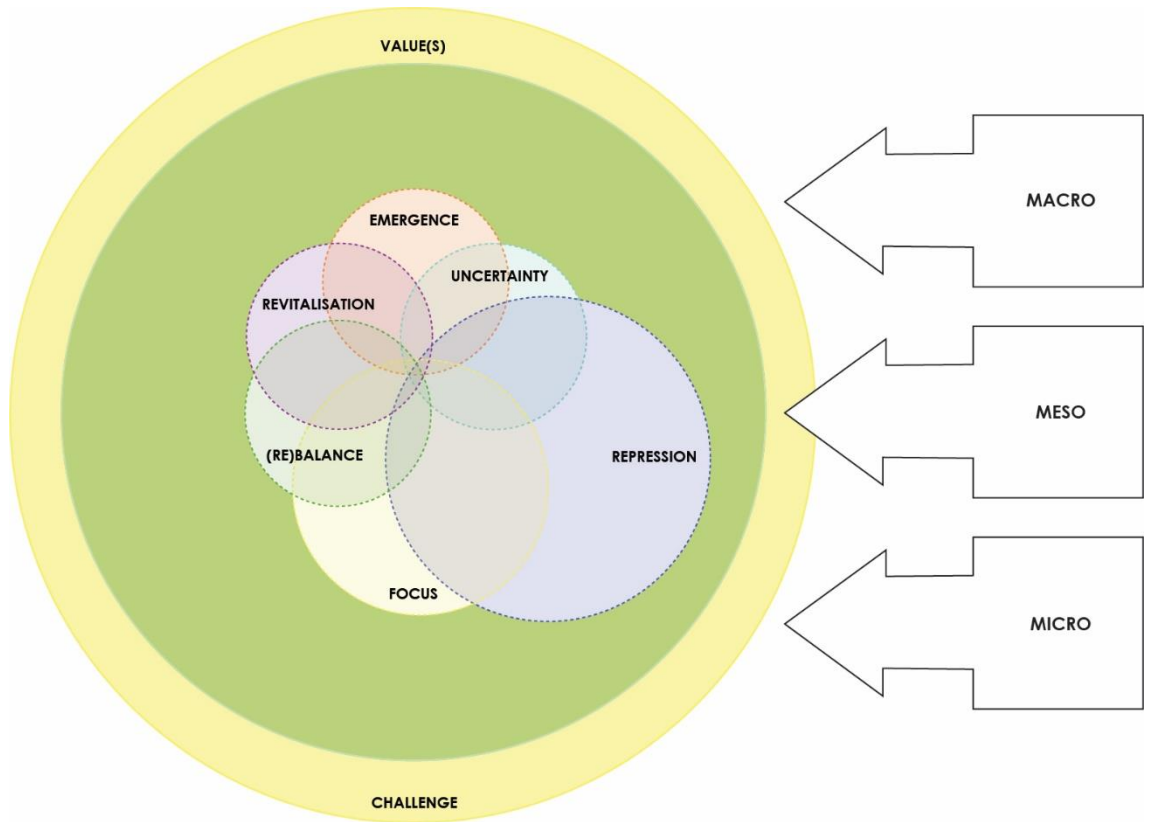 VALUE(S)
EMERGENCE
UNCERTAINTY
REVITALISATION
(RE)BALANCE
REPRESSION
FOCUS
CHALLENGE
MACRO
MESO
MICRO